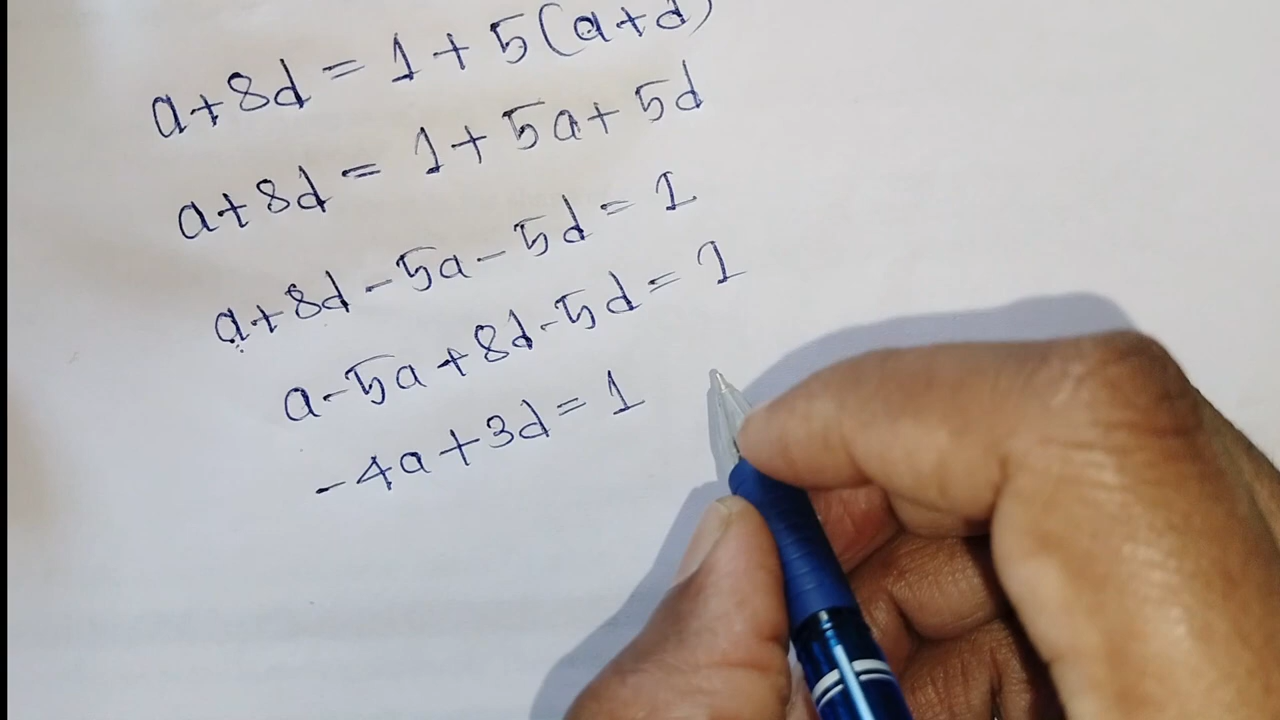 a+8d = 1+5(a+d)
a+8d = 1+5a+5d
a+8d-5a-5d = 1
a-5a+8d-5d = 1
-4a+3d = 1